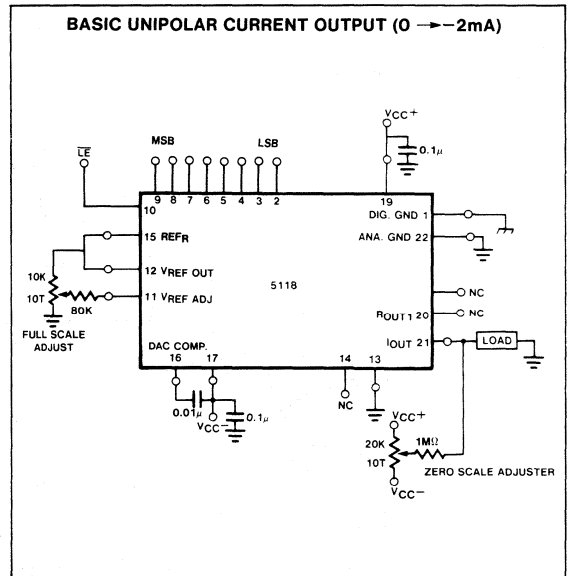 BASIC UNIPOLAR CURRENT OUTPUT (0 → -2mA)
VCC+
MSB
LSB
LE
0.1μ
9 8 7 6 5 4 3 2
19
10
DIG. GND 1
15 REFR
ANA. GND 22
12 VREF OUT
10K
10T
11 VREF ADJ
80K
5118
NC
ROUT1 20
NC
FULL SCALE
ADJUST
IOUT 21
LOAD
DAC COMP.
16 17
14
13
0.01μ
VCC-
0.1μ
NC
VCC+
20K
10T
1MΩ
ZERO SCALE ADJUSTER
VCC-